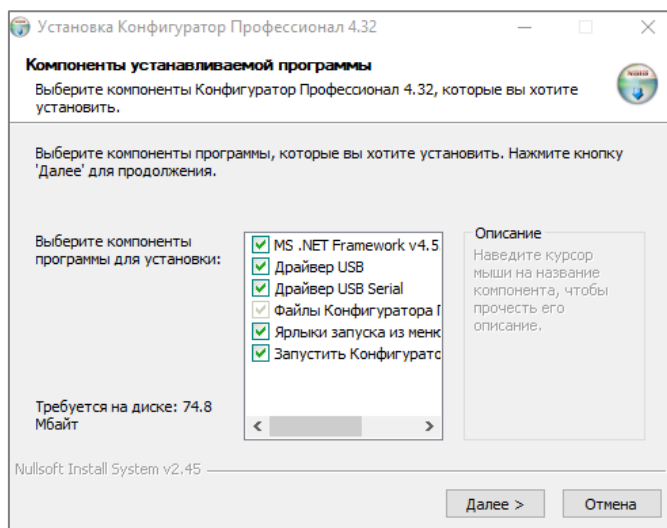 Установка Конфигуратор Профессионал 4.32
Компоненты устанавливаемой программы
Выберите компоненты Конфигуратор Профессионал 4.32, которые вы хотите
установить.
Выберите компоненты программы, которые вы хотите установить. Нажмите кнопку
'Далее' для продолжения.
Выберите компоненты
программы для установки:
MS .NET Framework v4.5
Драйвер USB
Драйвер USB Serial
Файлы Конфигуратора
Ярлыки запуска из
Запустить
Описание
Наведите курсор
мыши на название
компонента, чтобы
прочесть его
описание.
Требуется на диске: 74.8
Мбайт
Nullsoft Install System v2.45
Далее >
Отмена